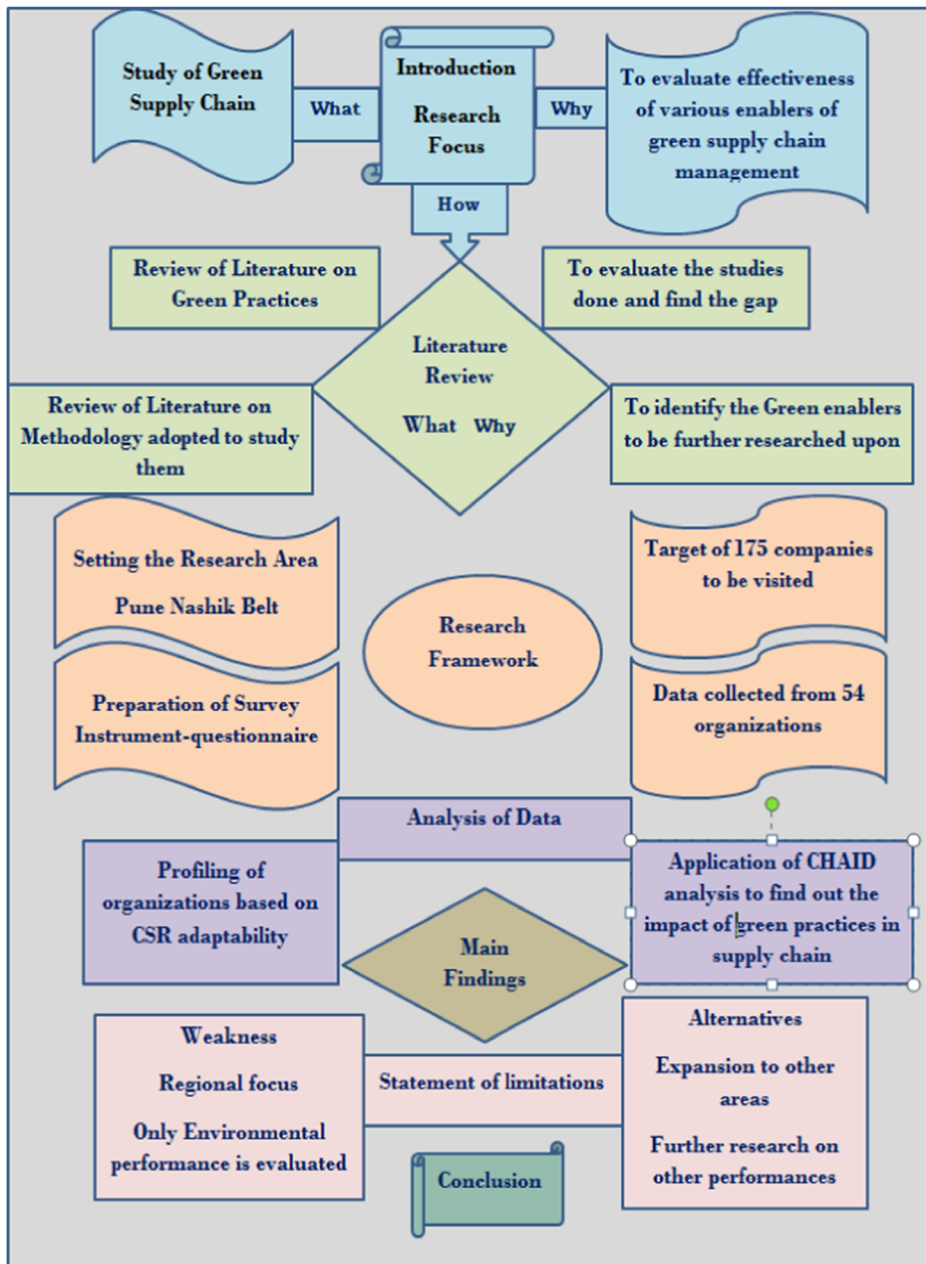 Study of Green
Supply Chain
What
Introduction
Research
Focus
Why
To evaluate effectiveness
of various enablers of
green supply chain
management
How
Review of Literature on
Green Practices
To evaluate the studies
done and find the gap
Literature
Review
What Why
Review of Literature on
Methodology adopted to study
them
To identify the Green enablers
to be further researched upon
Setting the Research Area
Pune Nashik Belt
Target of 175 companies
to be visited
Research
Framework
Preparation of Survey
Instrument-questionnaire
Data collected from 54
organizations
Analysis of Data
Profiling of
organizations based on
CSR adaptability
Application of CHAID
analysis to find out the
impact of green practices in
supply chain
Main
Findings
Weakness
Regional focus
Only Environmental
performance is evaluated
Statement of limitations
Alternatives
Expansion to other
areas
Further research on
other performances
Conclusion